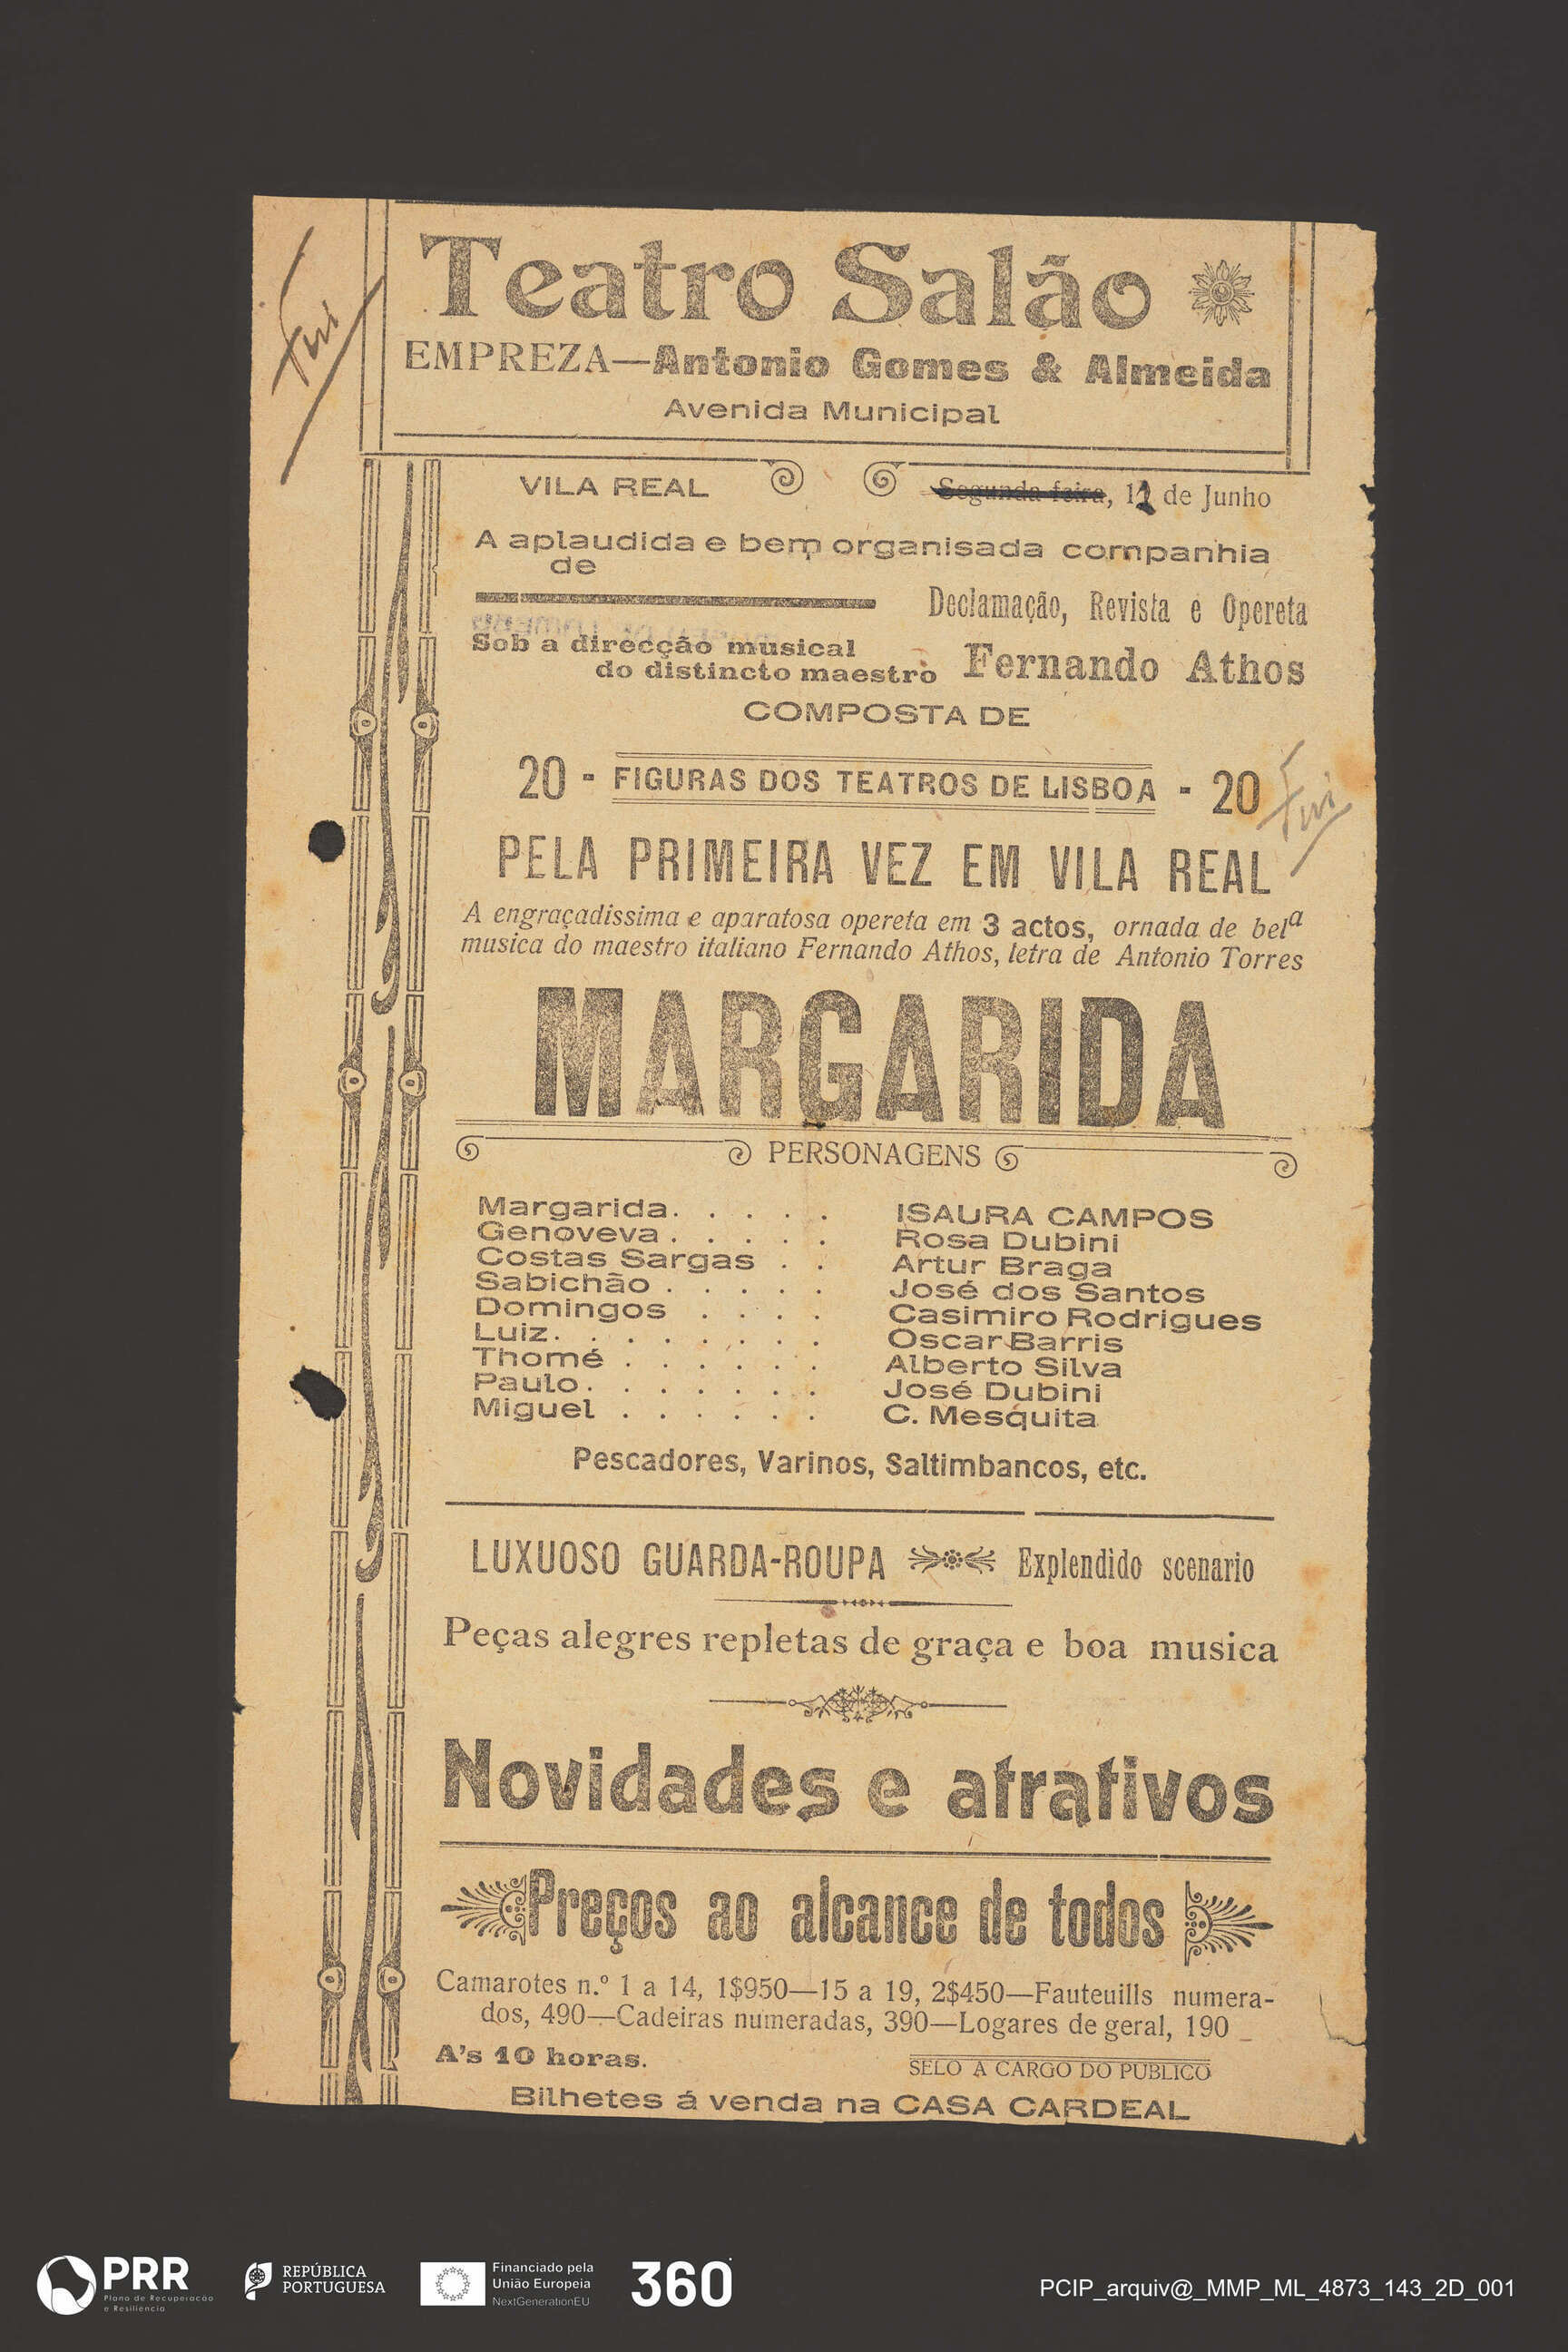 Fui
Teatro Salão
EMPREZA—Antonio Gomes & Almeida
Avenida Municipal
VILA REAL
Segunda feira, 12 de Junho
A aplaudida e bem organisada companhia
de
Declamação, Revista e Opereta
Sob a direcção musical
do distincto maestro Fernando Athos
COMPOSTA DE
20 - FIGURAS DOS TEATROS DE LISBOA - 20
Fui
PELA PRIMEIRA VEZ EM VILA REAL
A engraçadissima e aparatosa opereta em 3 actos, ornada de bela
musica do maestro italiano Fernando Athos, letra de Antonio Torres
MARGARIDA
PERSONAGENS
Margarida. . . . . ISAURA CAMPOS
Genoveva . . . . . Rosa Dubini
Costas Sargas . . Artur Braga
Sabichão . . . . . José dos Santos
Domingos . . . . Casimiro Rodrigues
Luiz. . . . . . . . Oscar Barris
Thomé . . . . . . Alberto Silva
Paulo. . . . . . . José Dubini
Miguel . . . . . . C. Mesquita
Pescadores, Varinos, Saltimbancos, etc.
LUXUOSO GUARDA-ROUPA Explendido scenario
Peças alegres repletas de graça e boa musica
Novidades e atrativos
Preços ao alcance de todos
Camarotes n.º 1 a 14, 1$950—15 a 19, 2$450—Fauteuills numera-
dos, 490—Cadeiras numeradas, 390—Logares de geral, 190
A's 10 horas.
SELO A CARGO DO PUBLICO
Bilhetes á venda na CASA CARDEAL
PRR
Plano de Recuperação
e Resiliência
REPÚBLICA
PORTUGUESA
Financiado pela
União Europeia
NextGenerationEU
360
PCIP_arquiv@_MMP_ML_4873_143_2D_001